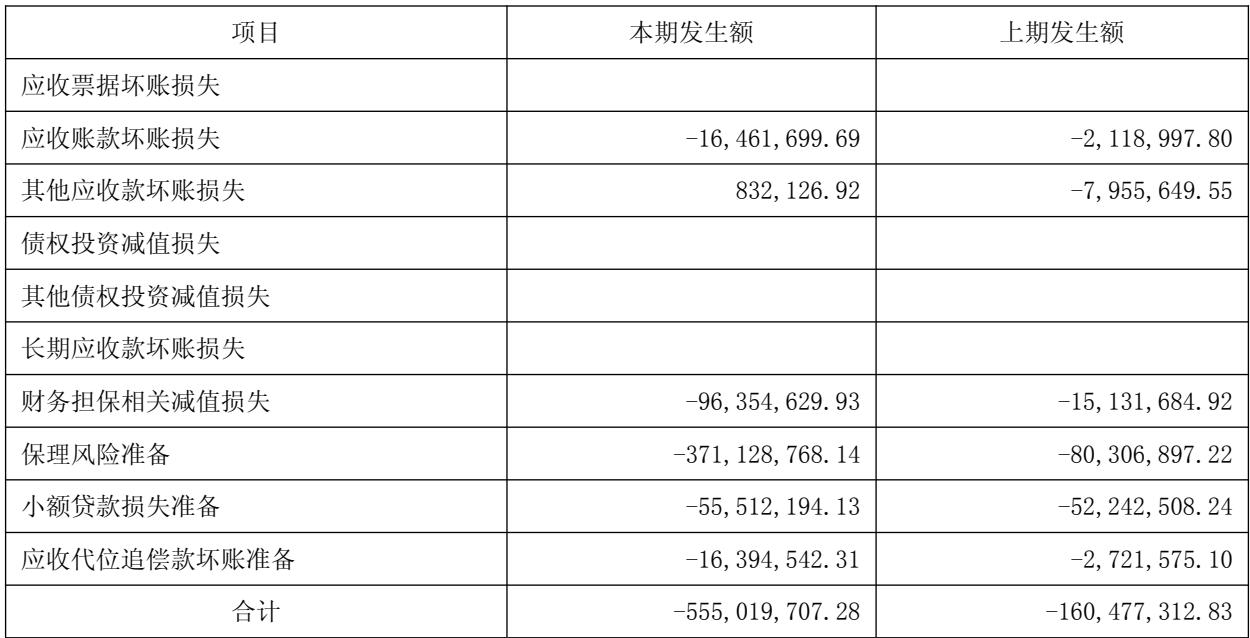 项目 本期发生额 上期发生额
应收票据坏账损失
应收账款坏账损失 -16,461,699.69 -2,118,997.80
其他应收款坏账损失 832,126.92 -7,955,649.55
债权投资减值损失
其他债权投资减值损失
长期应收款坏账损失
财务担保相关减值损失 -96,354,629.93 -15,131,684.92
保理风险准备 -371,128,768.14 -80,306,897.22
小额贷款损失准备 -55,512,194.13 -52,242,508.24
应收代位追偿款坏账准备 -16,394,542.31 -2,721,575.10
合计 -555,019,707.28 -160,477,312.83